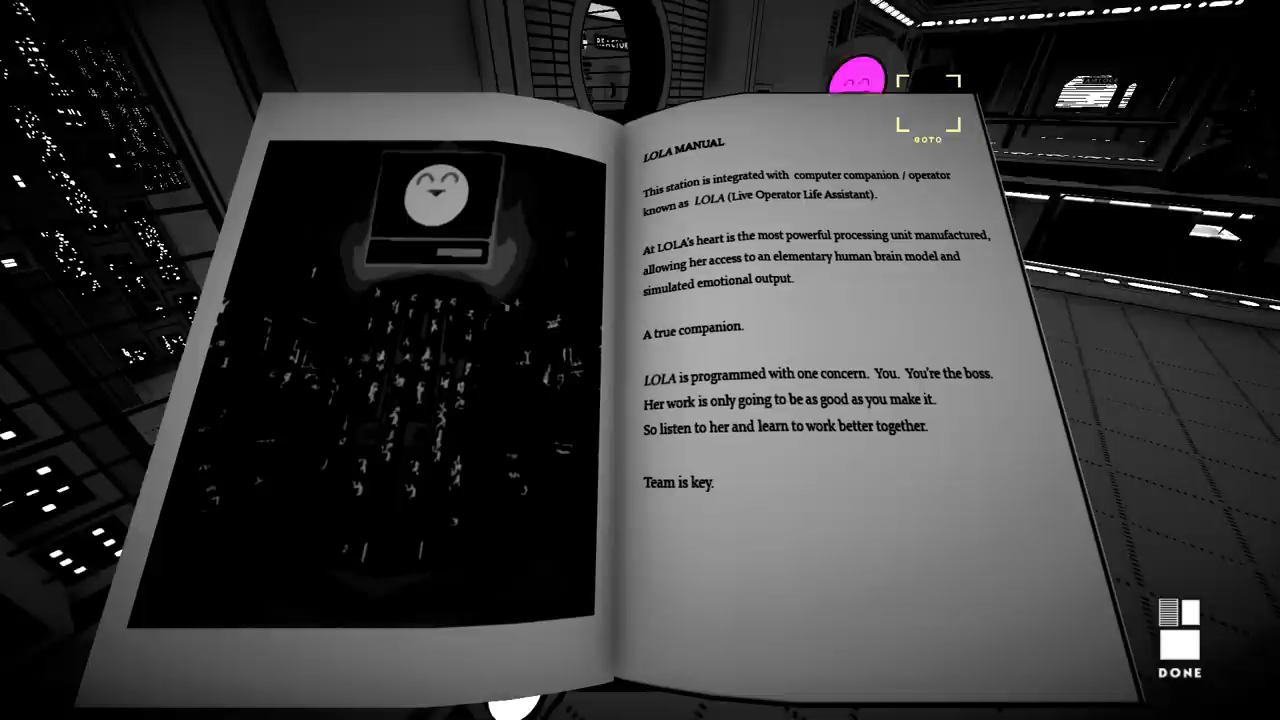 REACTOR
GOTO
LOLA MANUAL
This station is integrated with computer companion / operator
known as LOLA (Live Operator Life Assistant).
At LOLA's heart is the most powerful processing unit manufactured,
allowing her access to an elementary human brain model and
simulated emotional output.
A true companion.
LOLA is programmed with one concern. You. You're the boss.
Her work is only going to be as good as you make it.
So listen to her and learn to work better together.
Team is key.
DONE